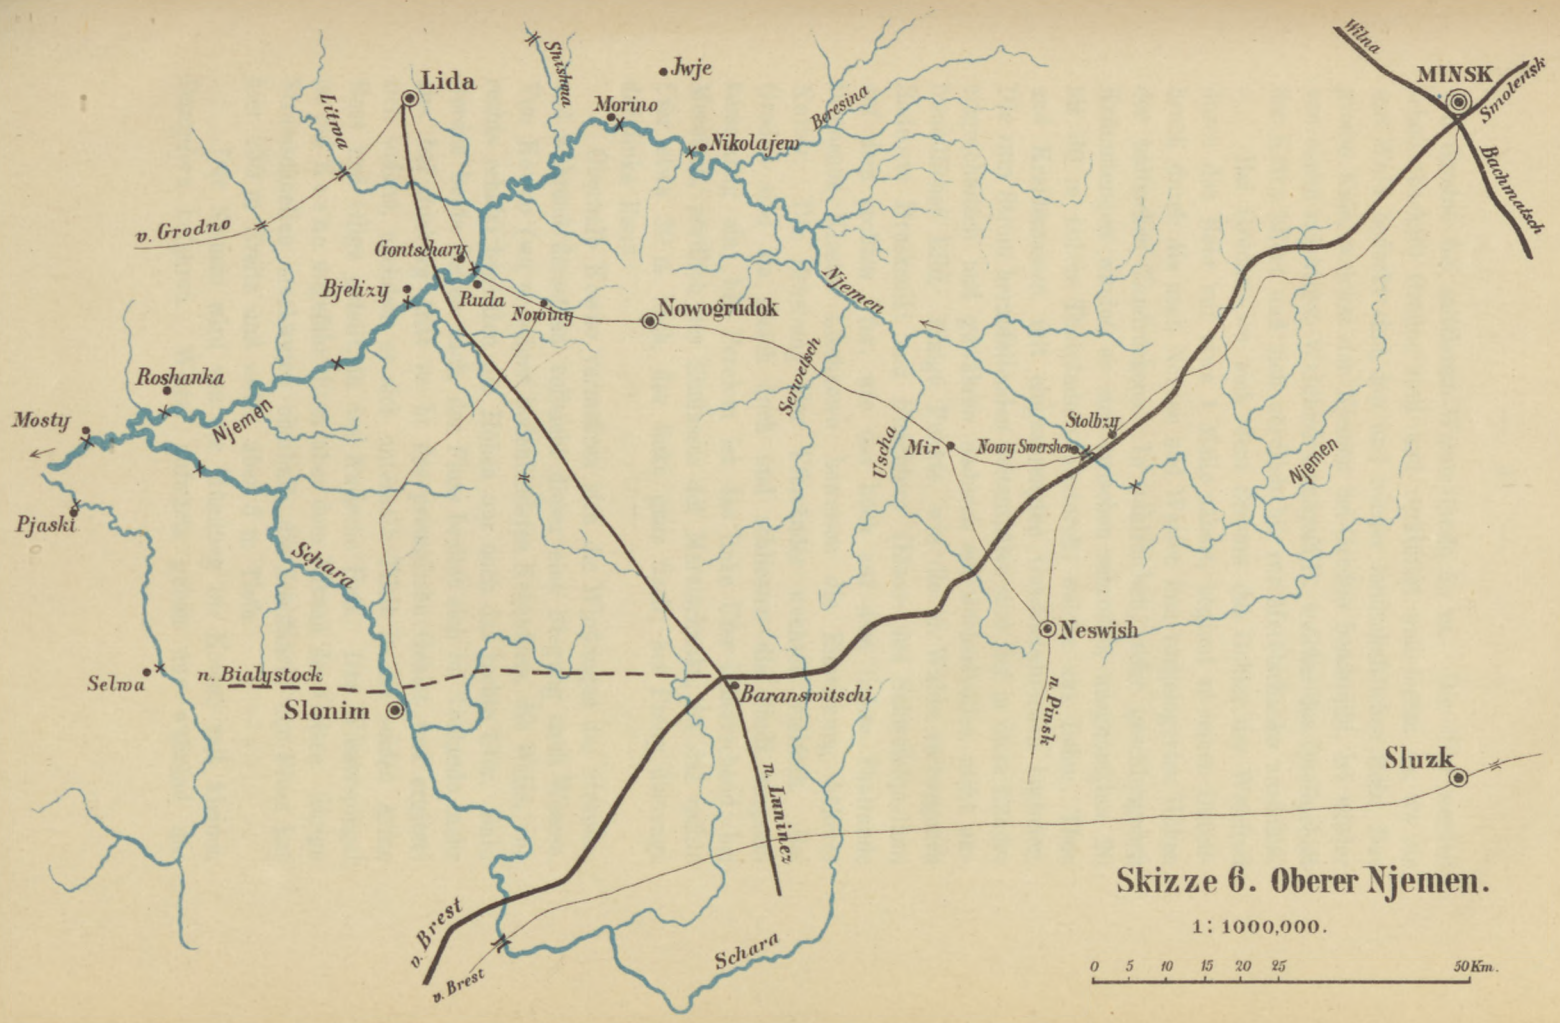 Wilna
MINSK
Smolensk
Bachmatsch
Lida
Litwa
Shishma
Jwje
Morino
Nikolajew
Beresina
v. Grodno
Gontschary
Bjelizy
Ruda
Nowiny
Nowogrudok
Njemen
Serwetsch
Uscha
Mir
Nowy Swershen
Stolbzy
Njemen
Roshanka
Mosty
Njemen
Pjaski
Schara
Selwa
n. Bialystock
Slonim
Baranowitschi
Neswish
n. Pinsk
n. Luninez
Sluzk
v. Brest
v. Brest
Schara
Skizze 6. Oberer Njemen.
1:1000,000.
0 5 10 15 20 25 50 Km.